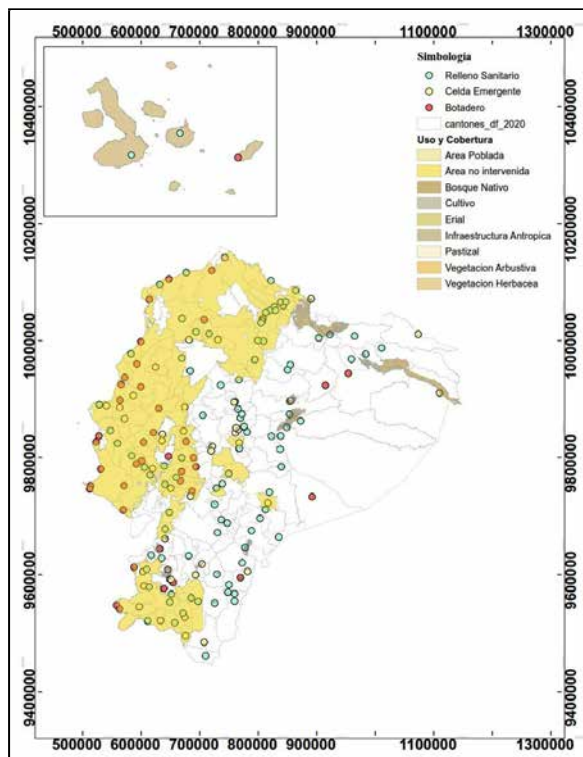 500000 600000 700000 800000 900000 1100000 1300000
Simbología
Relleno Sanitario
Celda Emergente
Botadero
cantones_df_2020
Uso y Cobertura
Area Poblada
Area no intervenida
Bosque Nativo
Cultivo
Erial
Infraestructura Antropica
Pastizal
Vegetacion Arbustiva
Vegetacion Herbacea
10400000
10200000
10000000
9800000
9600000
9400000
10400000
10200000
10000000
9800000
9600000
9400000
500000 600000 700000 800000 900000 1100000 1300000